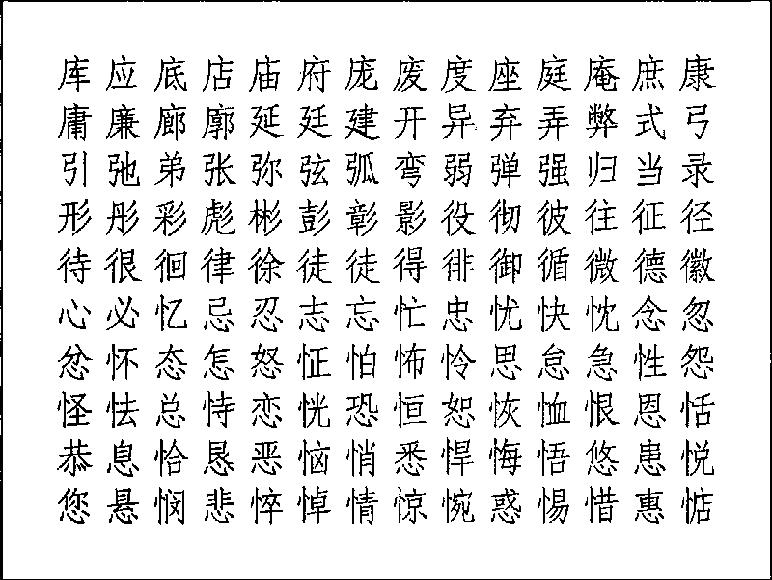 库应底店庙府庞废度座庭庵庶康
庸廉廊廓延廷建开异弃弄弊式弓
引弛弟张弥弦弧弯弱弹强归当录
形彤彩彪彬彭彰影役彻彼往征径
待很徊律徐徒徒得徘御循微德徽
心必忆忌忍志忘忙忠忧快忱念忽
忿怀态怎怒怔怕怖怜思怠急性怨
怪怯总恃恋恍恐恒恕恢恤恨恩恬
恭息恰恳恶恼悄悉悍悔悟悠患悦
您悬悯悲悴悼情惊惋惑惕惜惠惦